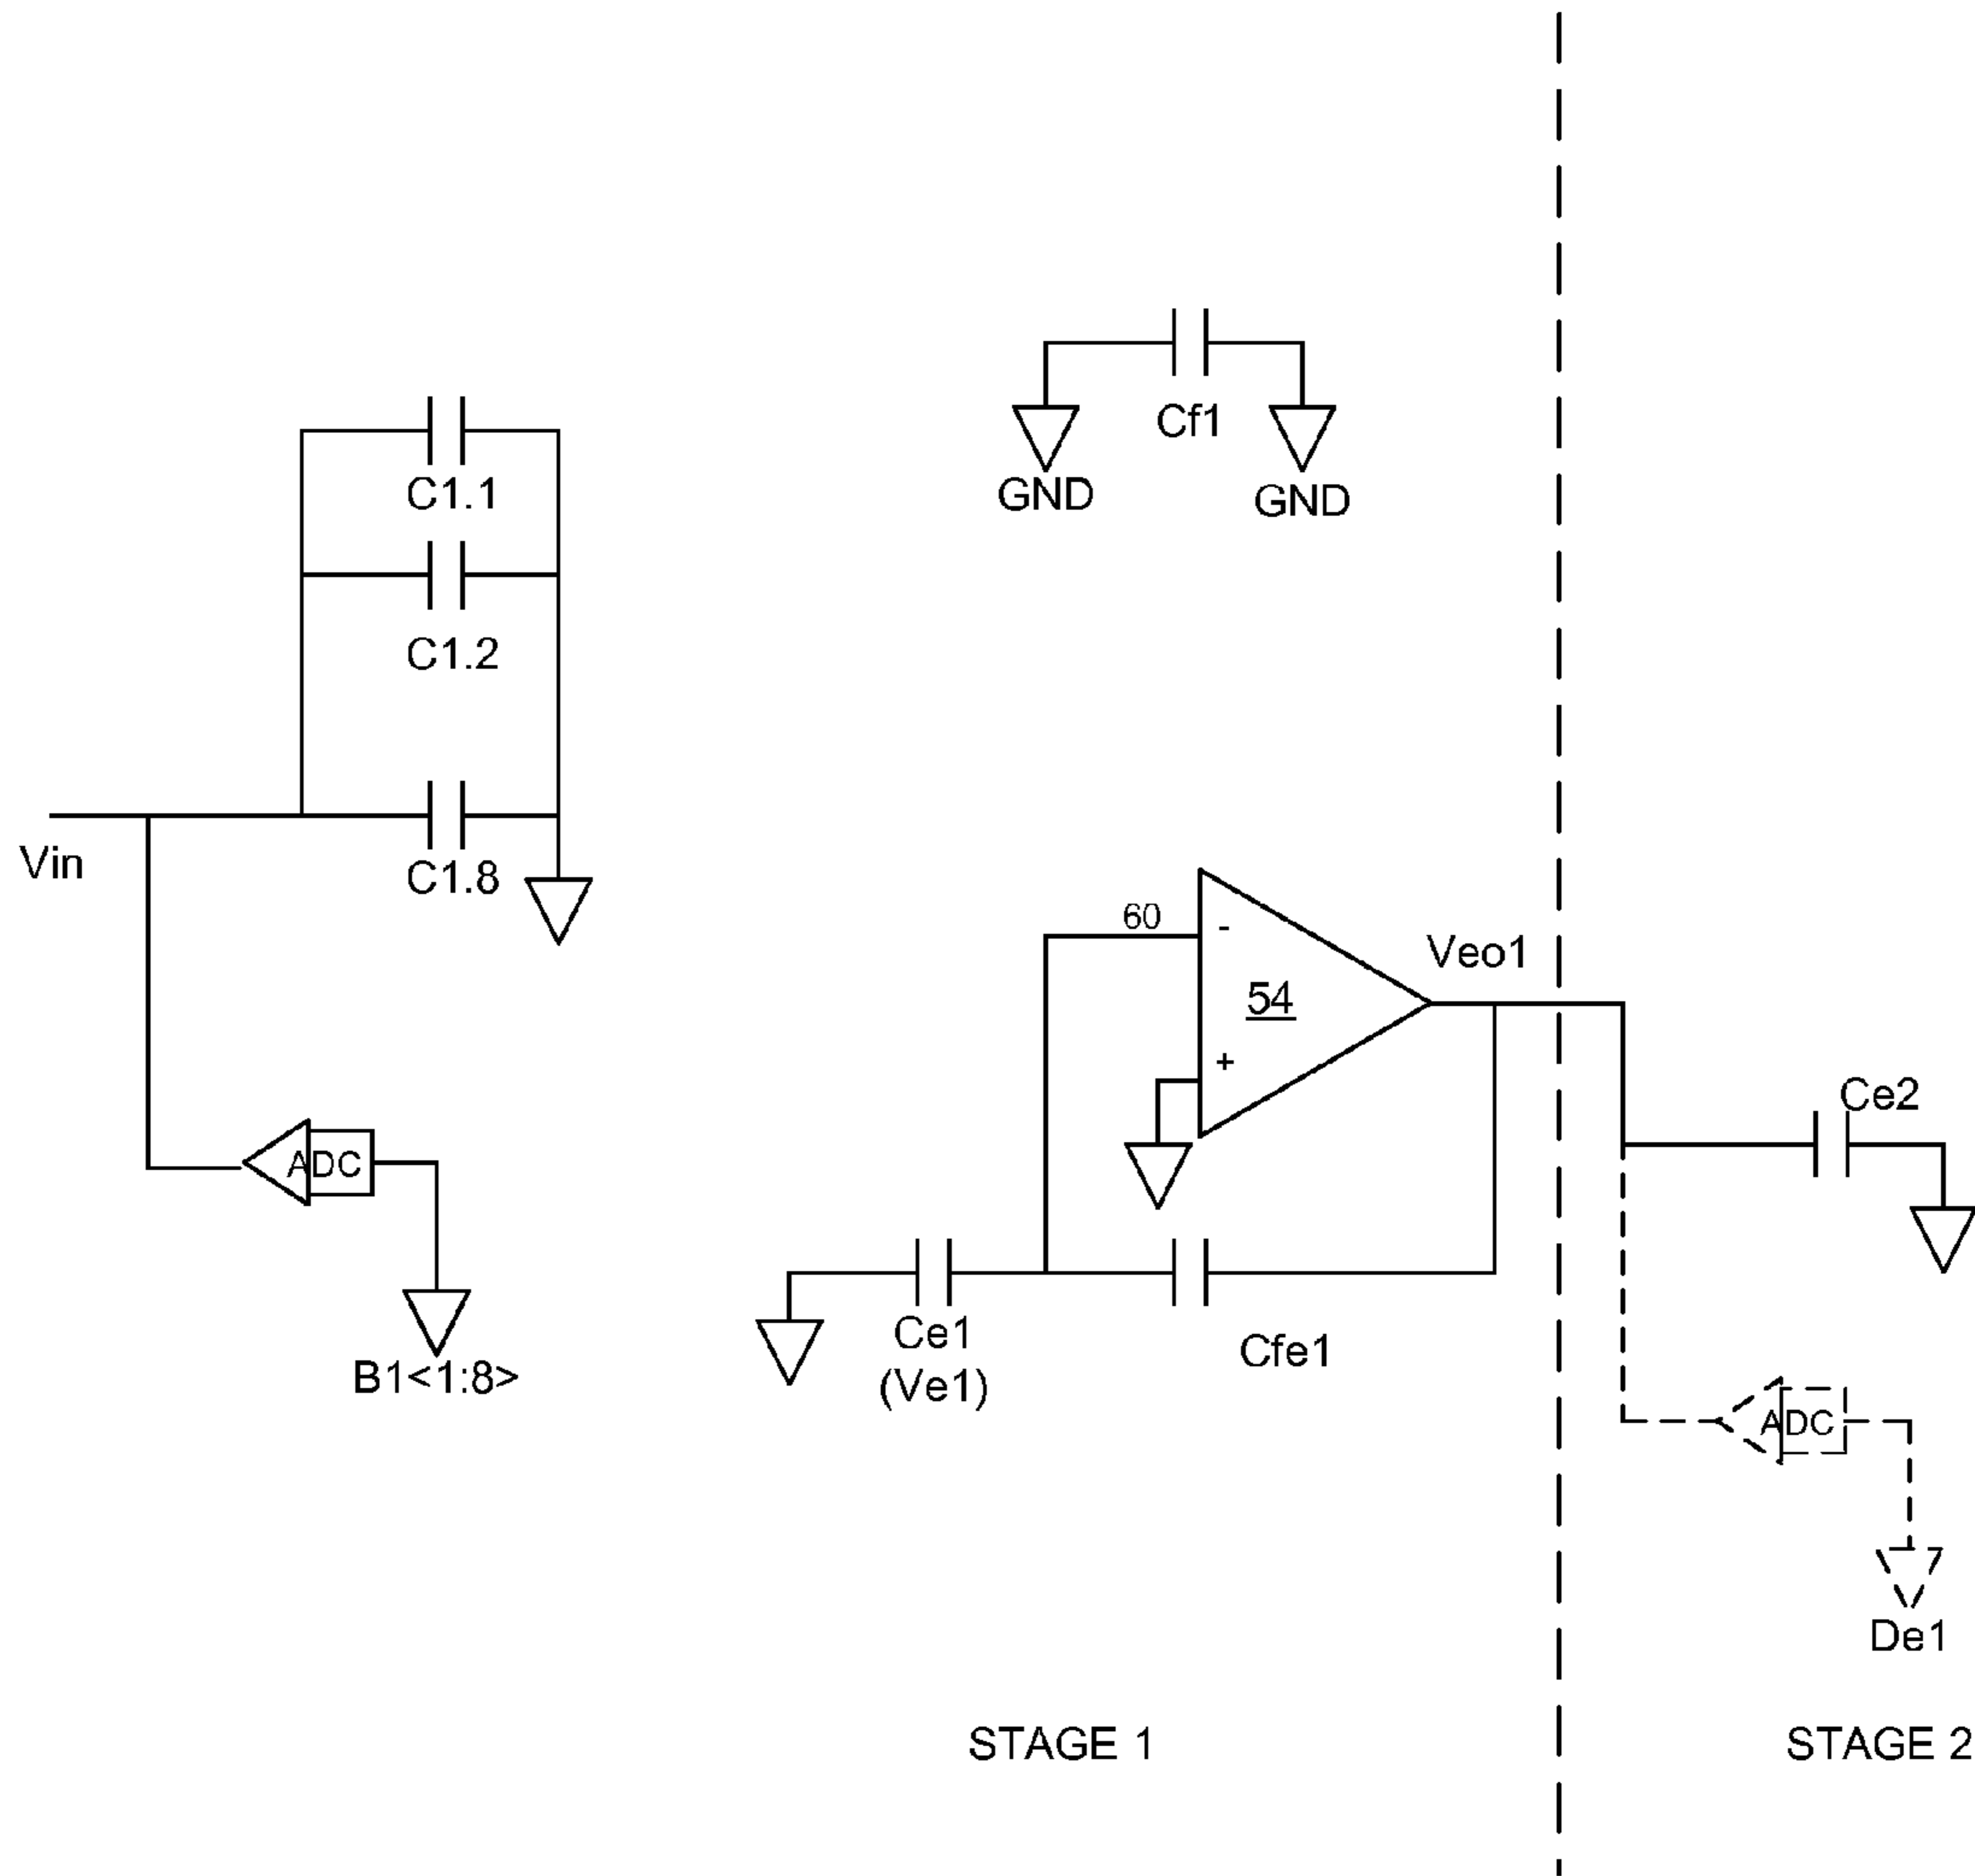 Cf1
GND
GND
C1.1
C1.2
Vin
C1.8
60
-
Veo1
54
+
Ce2
ADC
Ce1
(Ve1)
Cfe1
B1<1:8>
ADC
De1
STAGE 1
STAGE 2